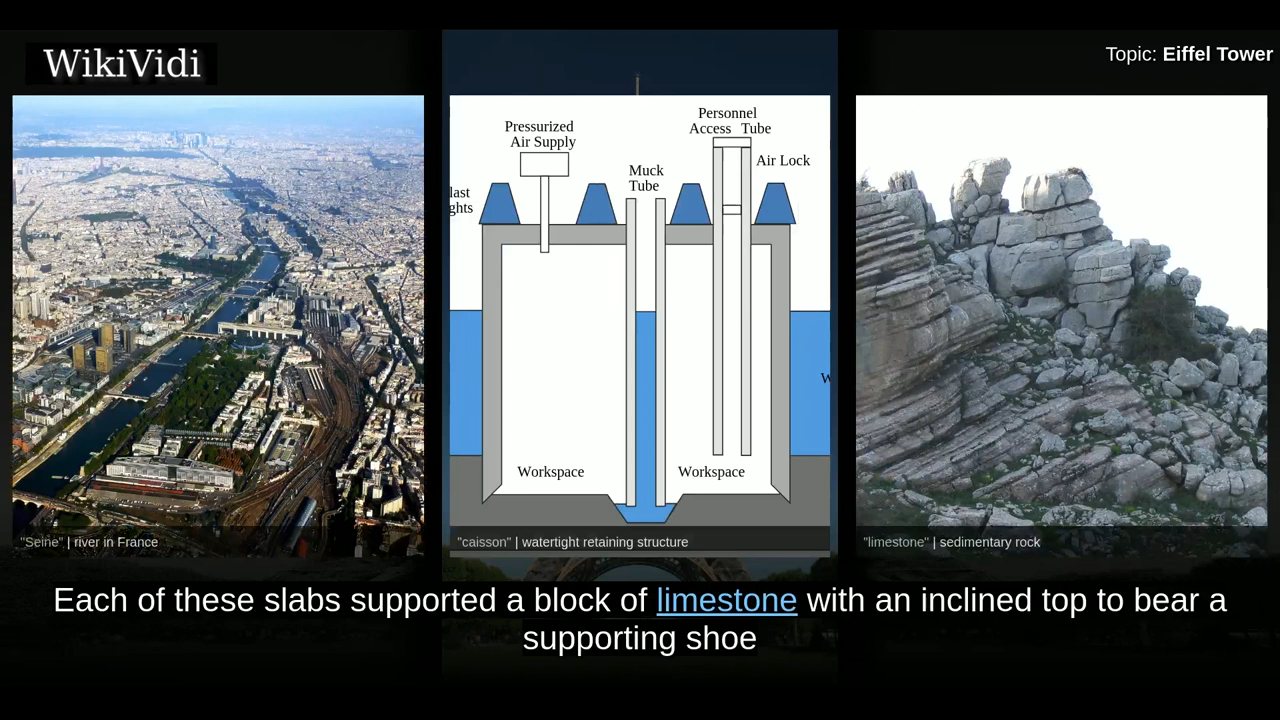 WikiVidi
Topic: Eiffel Tower
Pressurized
Air Supply
Personnel
Access Tube
Muck
Tube
Air Lock
last
ghts
W
Workspace
Workspace
"Seine" | river in France
"caisson" | watertight retaining structure
"limestone" | sedimentary rock
Each of these slabs supported a block of limestone with an inclined top to bear a
supporting shoe